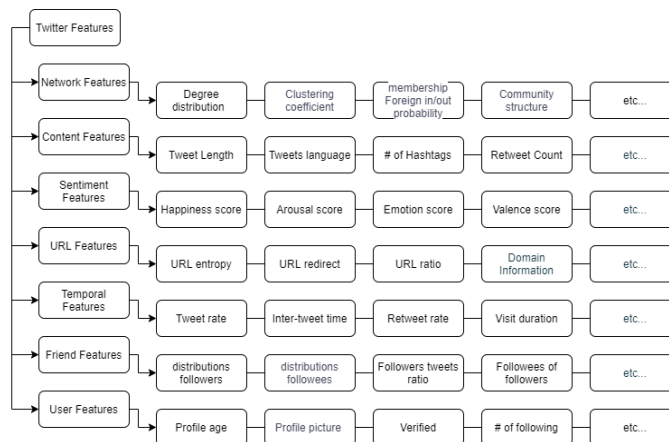 Twitter Features
Network Features
Degree
distribution
Clustering
coefficient
membership
Foreign in/out
probability
Community
structure
etc...
Content Features
Tweet Length
Tweets language
# of Hashtags
Retweet Count
etc...
Sentiment
Features
Happiness score
Arousal score
Emotion score
Valence score
etc...
URL Features
URL entropy
URL redirect
URL ratio
Domain
Information
etc...
Temporal
Features
Tweet rate
Inter-tweet time
Retweet rate
Visit duration
etc...
Friend Features
distributions
followers
distributions
followees
Followers tweets
ratio
Followees of
followers
etc...
User Features
Profile age
Profile picture
Verified
# of following
etc...